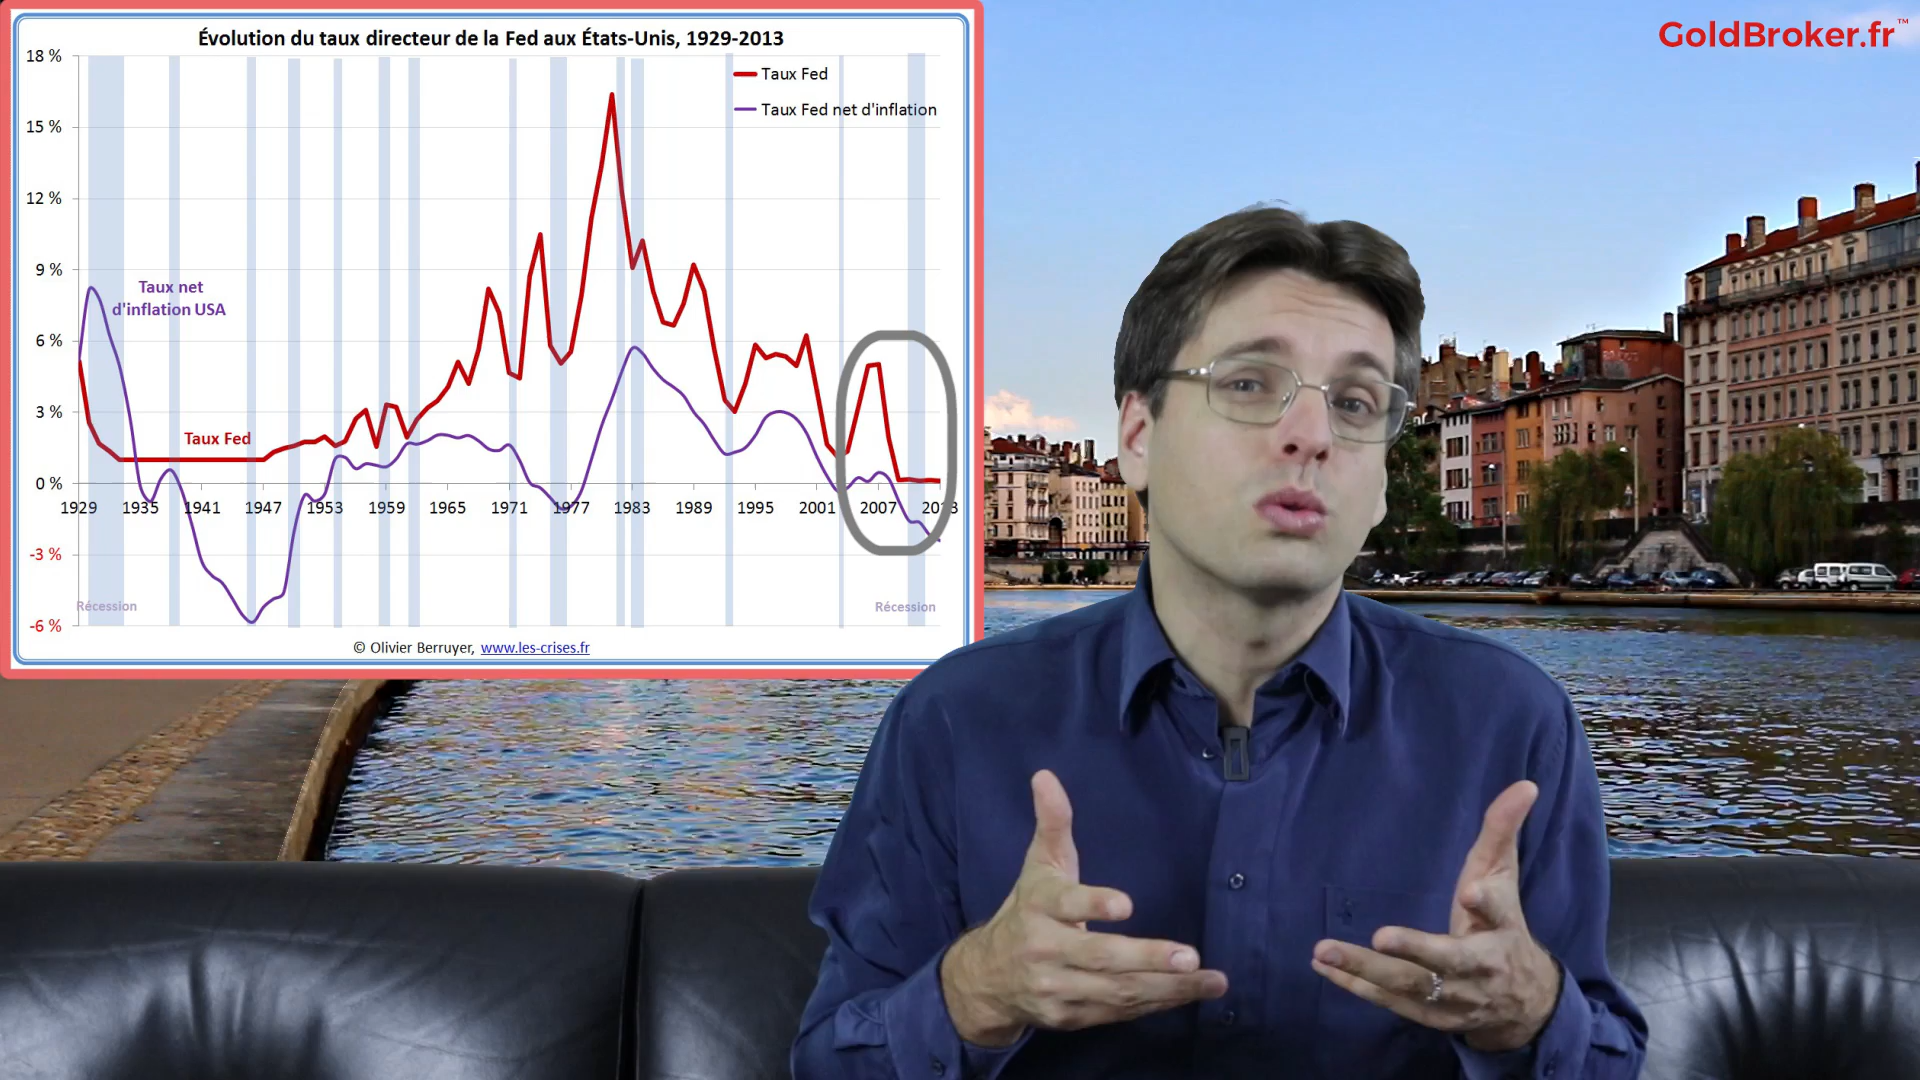 Évolution du taux directeur de la Fed aux États-Unis, 1929-2013
GoldBroker.fr™
18 %
Taux Fed
Taux Fed net d'inflation
15 %
12 %
9 %
Taux net
d'inflation USA
6 %
3 %
Taux Fed
0 %
1929 1935 1941 1947 1953 1959 1965 1971 1977 1983 1989 1995 2001 2007 2013
-3 %
Récession
Récession
-6 %
© Olivier Berruyer, www.les-crises.fr